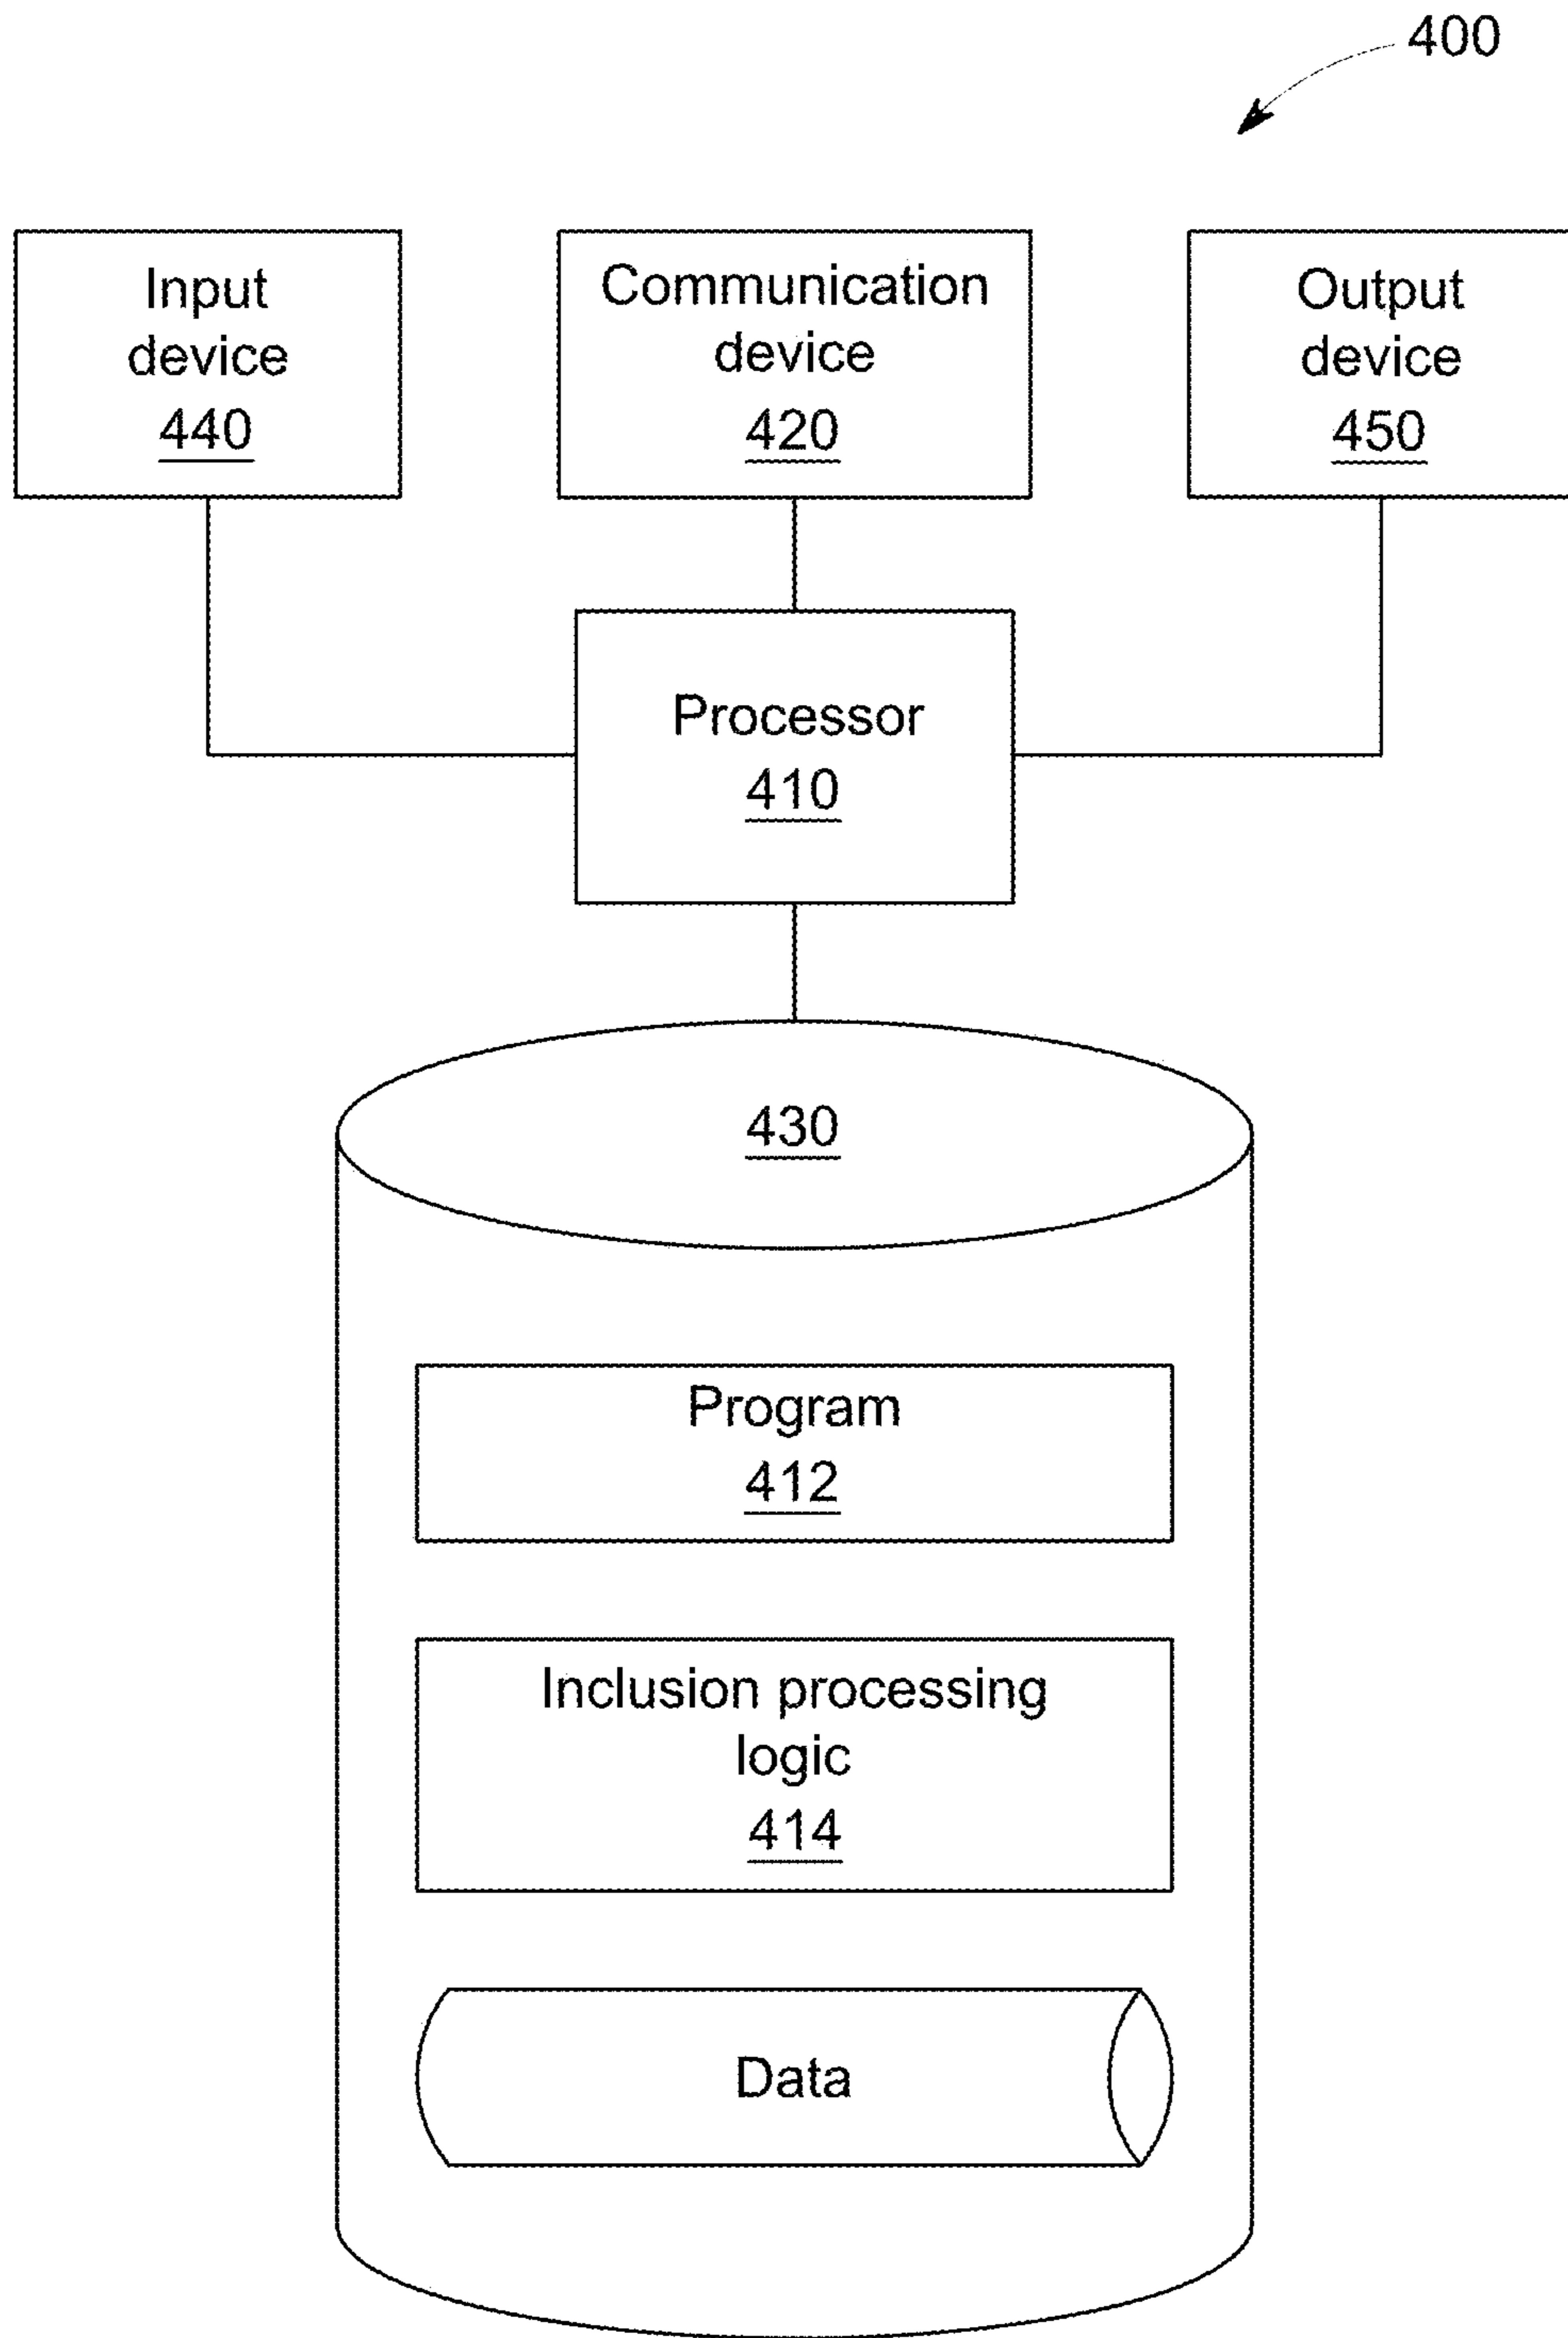 400
Input
device
440
Communication
device
420
Output
device
450
Processor
410
430
Program
412
Inclusion processing
logic
414
Data